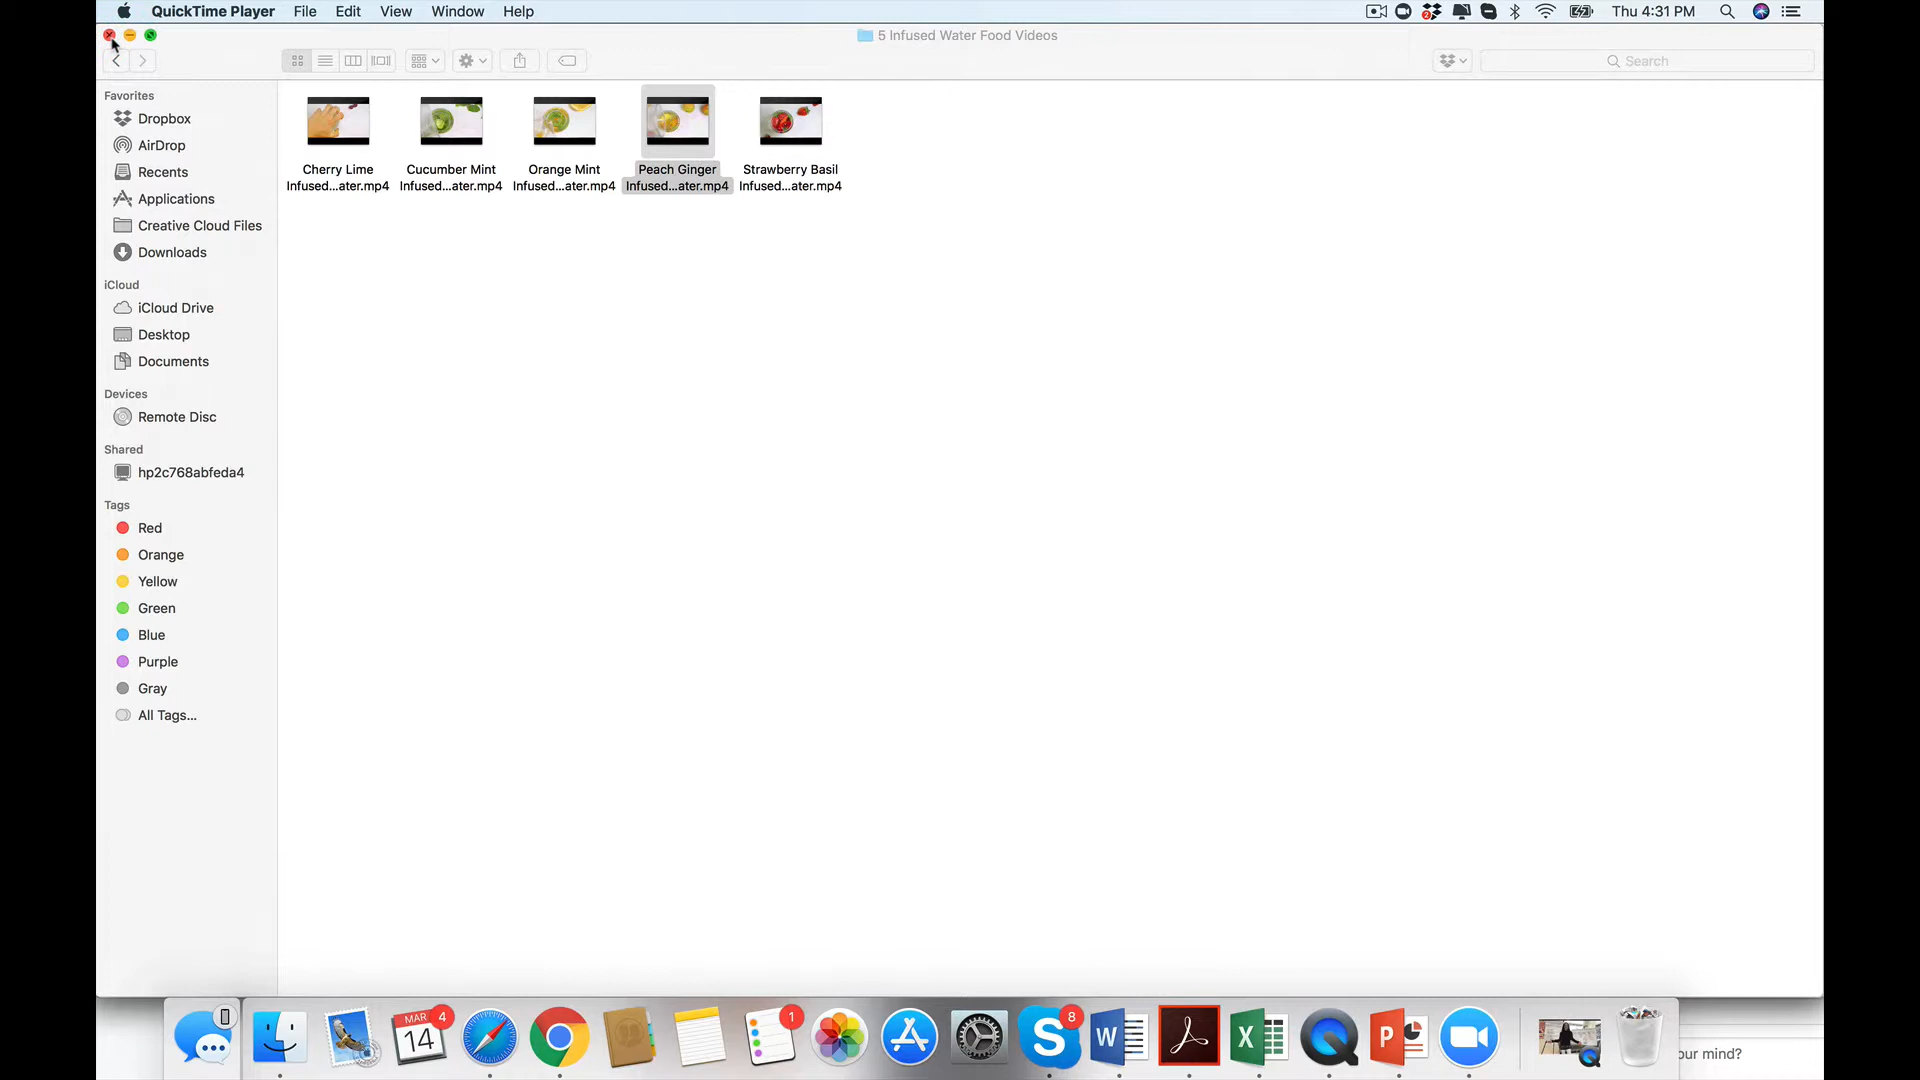 QuickTime Player File Edit View Window Help
2
Thu 4:31 PM
5 Infused Water Food Videos
Search
Favorites
Dropbox
AirDrop
Recents
Applications
Creative Cloud Files
Downloads
iCloud
iCloud Drive
Desktop
Documents
Devices
Remote Disc
Shared
hp2c768abfeda4
Tags
Red
Orange
Yellow
Green
Blue
Purple
Gray
All Tags...
Cherry Lime
Infused...ater.mp4
Cucumber Mint
Infused...ater.mp4
Orange Mint
Infused...ater.mp4
Peach Ginger
Infused...ater.mp4
Strawberry Basil
Infused...ater.mp4
MAR
14
4
1
S
8
W
X
P
our mind?